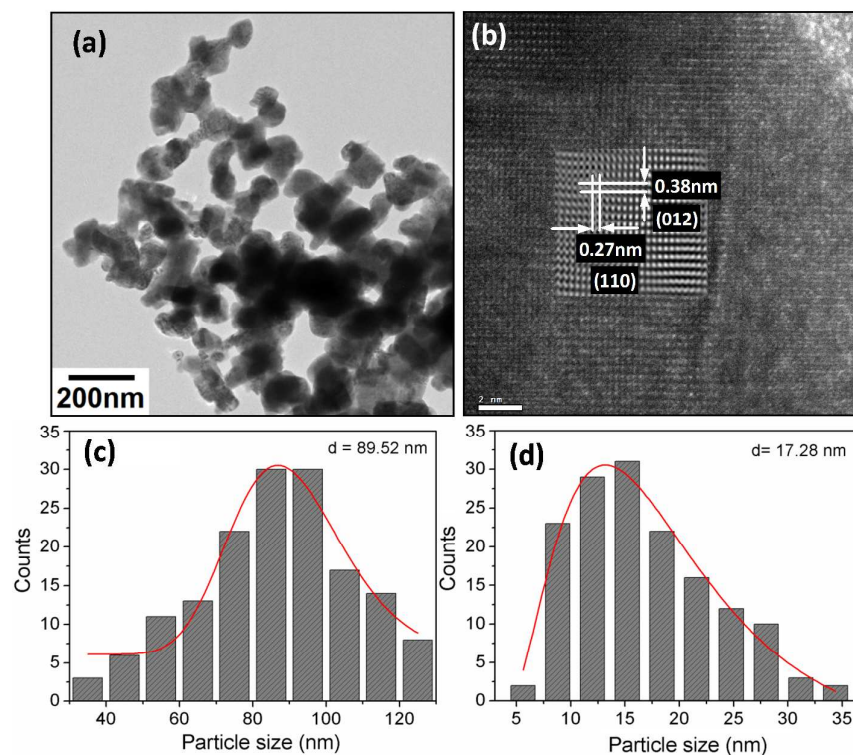 (a)
200nm
(b)
0.38nm
(012)
0.27nm
(110)
2 nm
(c)
d = 89.52 nm
35
30
25
20
15
10
5
0
Counts
40 60 80 100 120
Particle size (nm)
(d)
d= 17.28 nm
35
30
25
20
15
10
5
0
Counts
5 10 15 20 25 30 35
Particle size (nm)